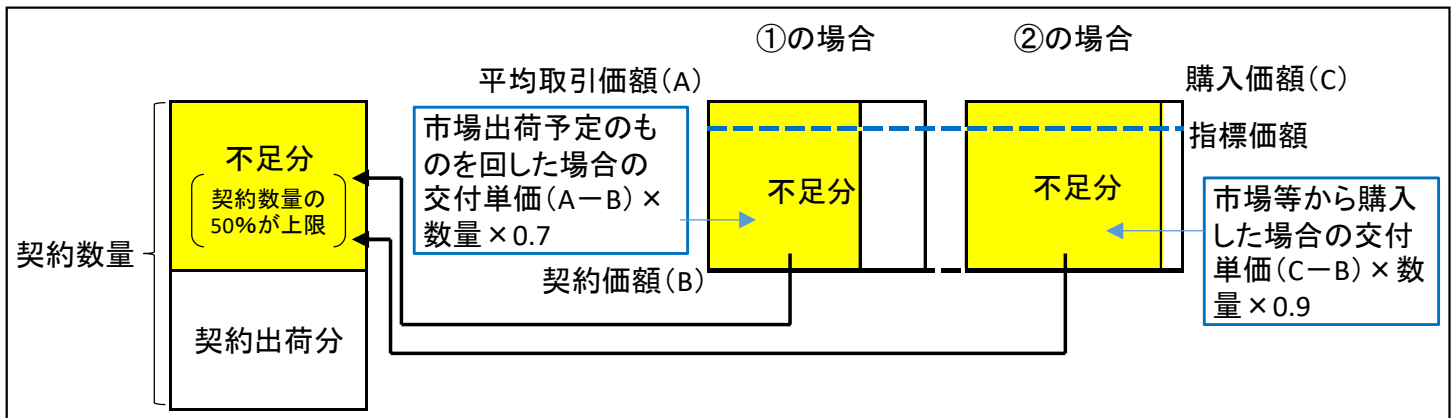 ①の場合
②の場合
平均取引価額（A）
購入価額（C）
指標価額
市場出荷予定のも
のを回した場合の
交付単価（A－B）×
数量×0.7
不足分
契約数量の
50%が上限
不足分
不足分
市場等から購入
した場合の交付
単価（C－B）×数
量×0.9
契約数量
契約価額（B）
契約出荷分